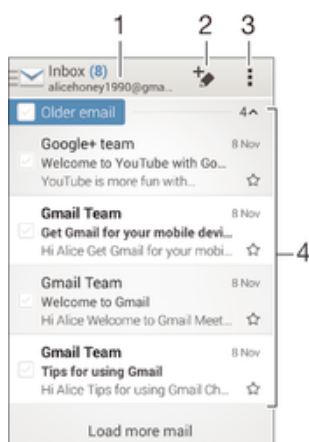 1 2 3
Inbox (8)
alicehoney1990@gma...
Older email 4
Google+ team 8 Nov
Welcome to YouTube with Go...
YouTube is more fun with...
Gmail Team 8 Nov
Get Gmail for your mobile devi...
Hi Alice Get Gmail for your mobi...
4
Gmail Team 8 Nov
Welcome to Gmail
Hi Alice Welcome to Gmail Meet...
Gmail Team 8 Nov
Tips for using Gmail
Hi Alice Tips for using Gmail Ch...
Load more mail